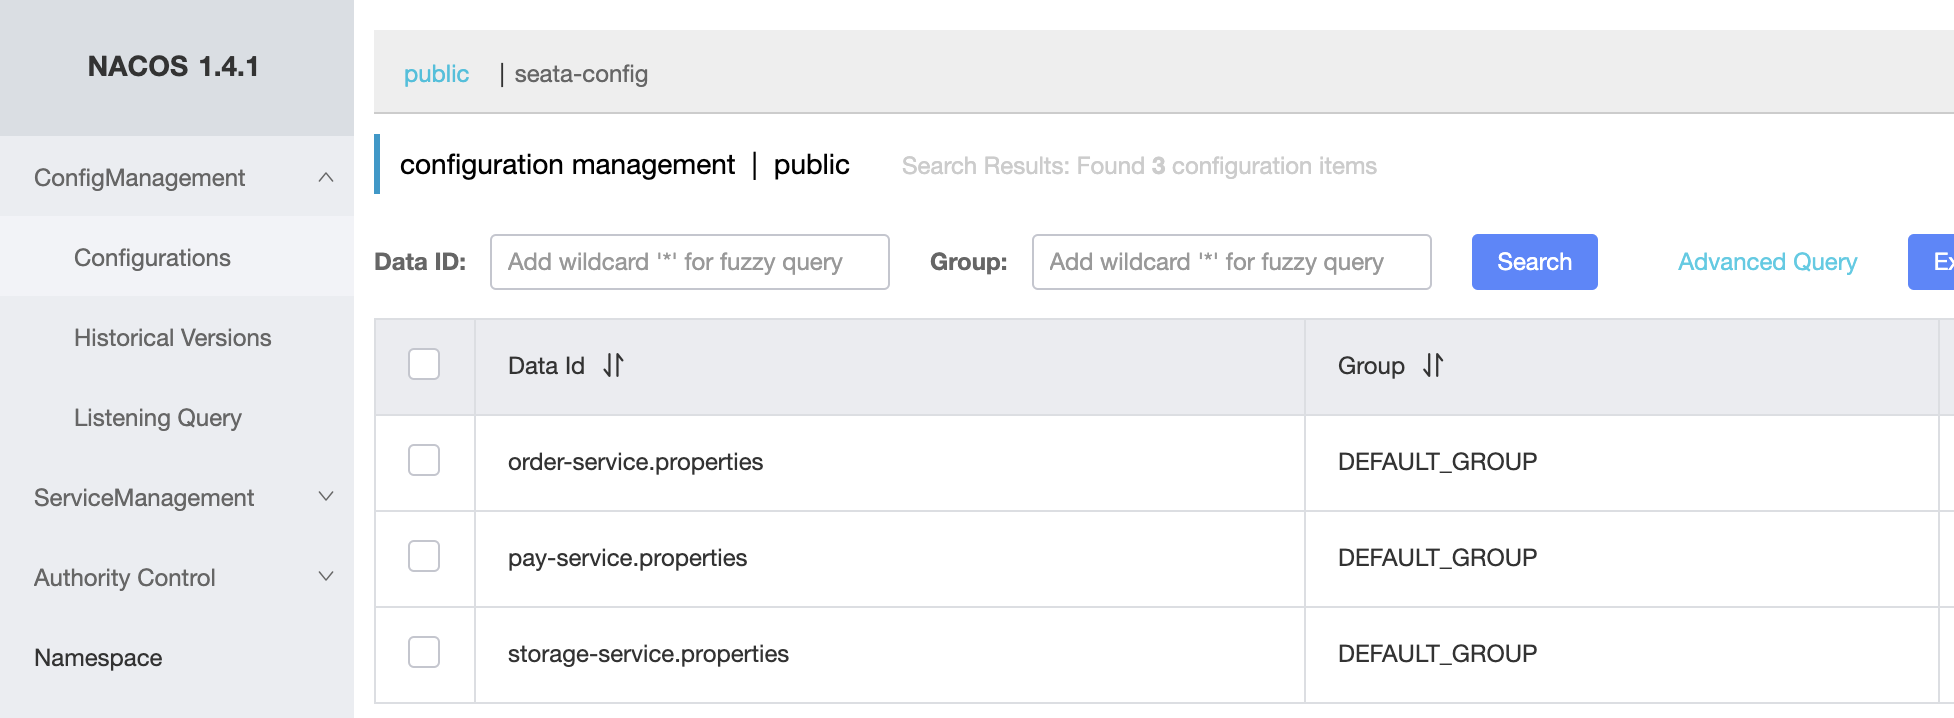 NACOS 1.4.1
ConfigManagement
Configurations
Historical Versions
Listening Query
ServiceManagement
Authority Control
Namespace
public | seata-config
configuration management | public Search Results: Found 3 configuration items
Data ID: Add wildcard '*' for fuzzy query Group: Add wildcard '*' for fuzzy query Search Advanced Query
Data Id Group
order-service.properties DEFAULT_GROUP
pay-service.properties DEFAULT_GROUP
storage-service.properties DEFAULT_GROUP